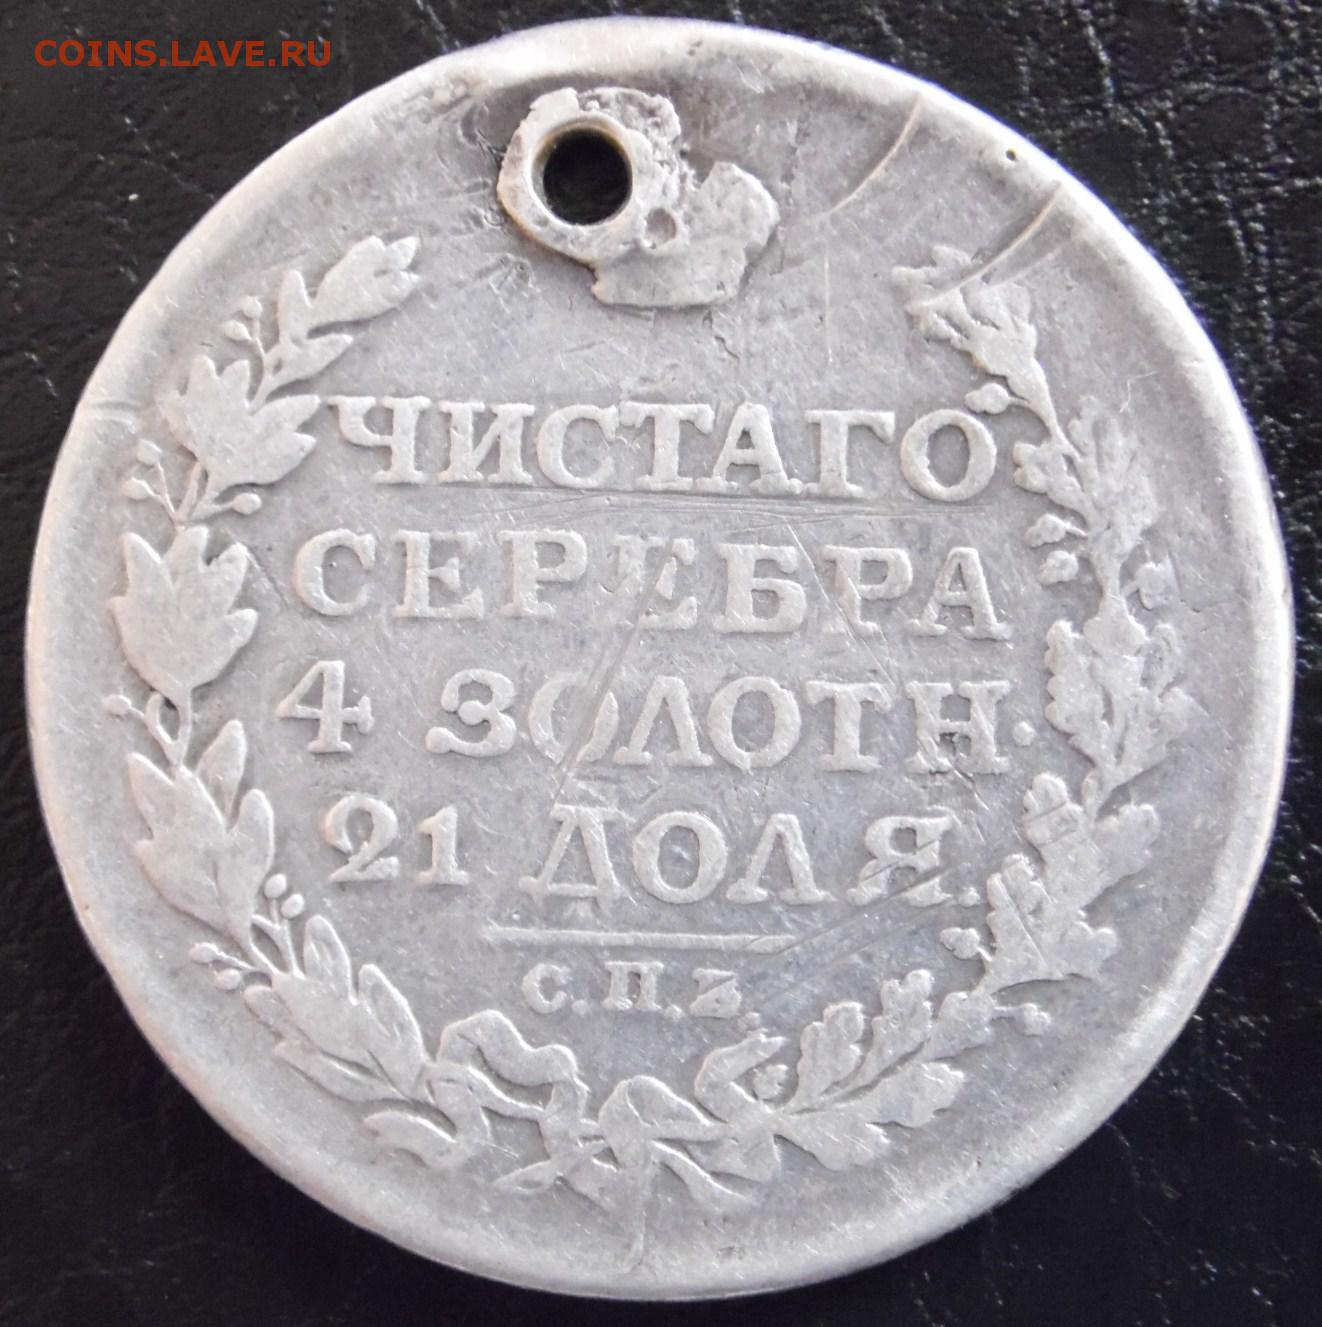 COINS.LAVE.RU
ЧИСТАГО
СЕРЕБРА
4 ЗОЛОТН.
21 ДОЛЯ.
С.П.Б.